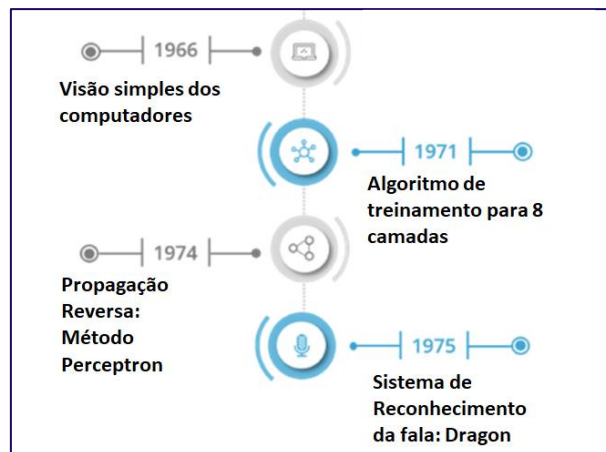 1966
Visão simples dos
computadores
1971
Algoritmo de
treinamento para 8
camadas
1974
Propagação
Reversa:
Método
Perceptron
1975
Sistema de
Reconhecimento
da fala: Dragon